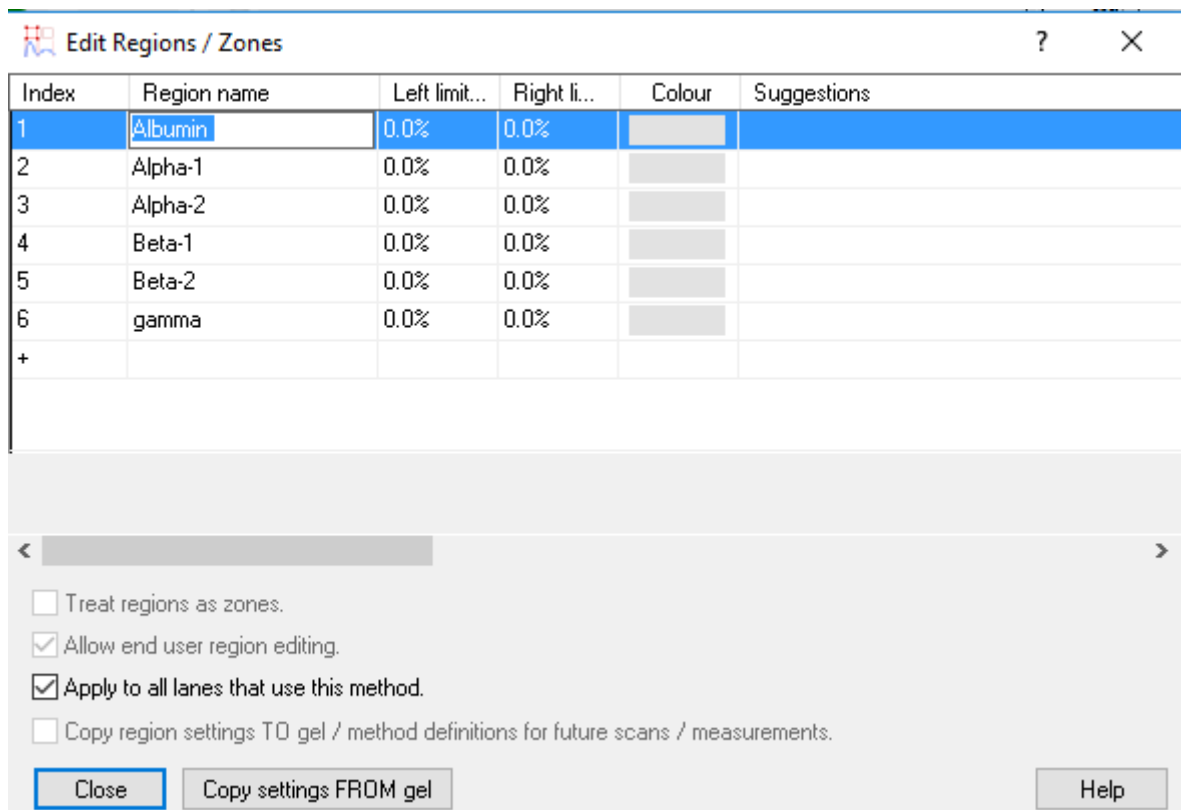 Edit Regions / Zones ?
Index Region name Left limit... Right li... Colour Suggestions
1 Albumin 0.0% 0.0%
2 Alpha-1 0.0% 0.0%
3 Alpha-2 0.0% 0.0%
4 Beta-1 0.0% 0.0%
5 Beta-2 0.0% 0.0%
6 gamma 0.0% 0.0%
+
Treat regions as zones.
Allow end user region editing.
Apply to all lanes that use this method.
Copy region settings TO gel / method definitions for future scans / measurements.
Close Copy settings FROM gel Help